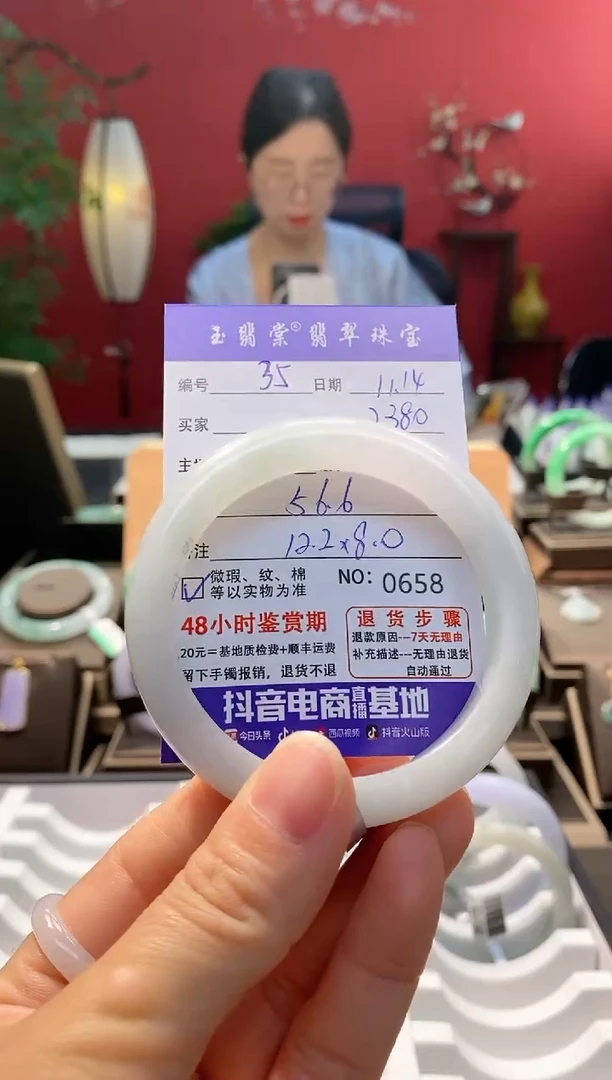 玉翡棠®翡翠珠宝
编号 35 日期 11.14
买家 2380
主
56.6
注 12.2×8.0
微瑕、纹、棉
等以实物为准
NO: 0658
48小时鉴赏期
20元=基地质检费+顺丰运费
留下手镯报销，退货不退
退货步骤
退款原因---7天无理由
补充描述---无理由退货
自动通过
抖音电商直播基地
今日头条 西瓜视频 抖音火山版